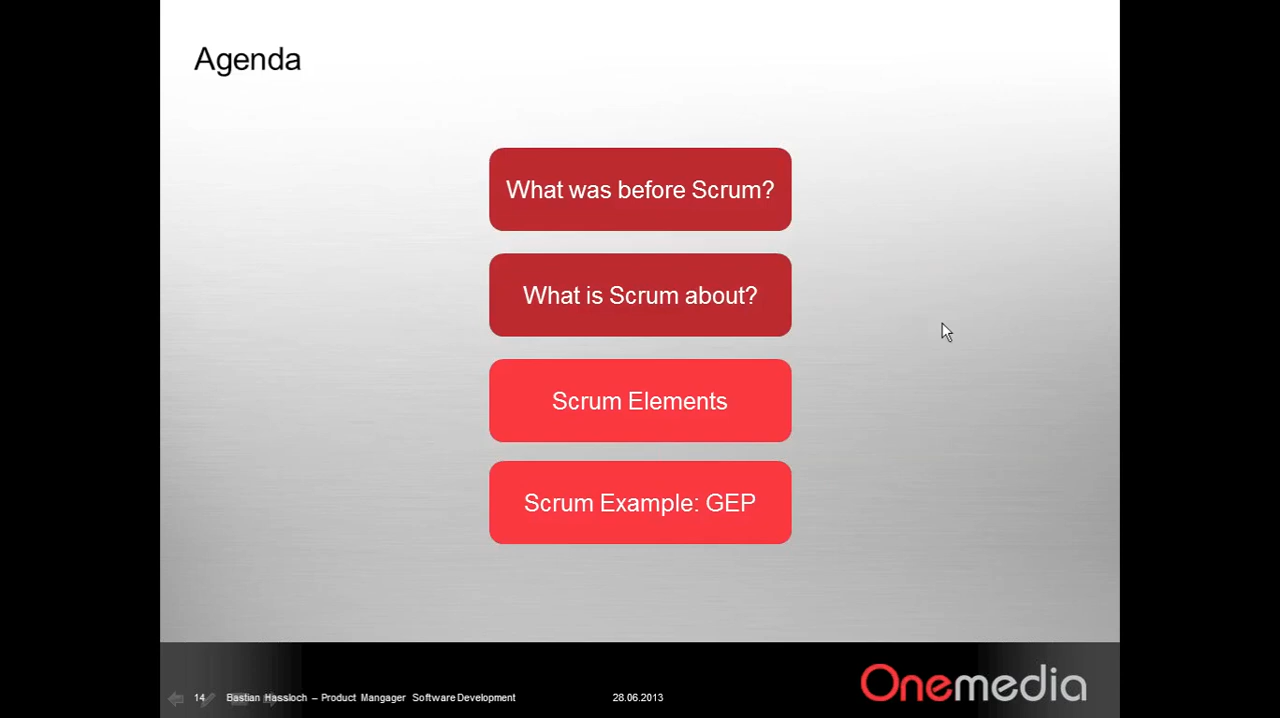 Agenda
What was before Scrum?
What is Scrum about?
Scrum Elements
Scrum Example: GEP
14 Bastian Hassloch – Product Mangager Software Development 28.06.2013
Onemedia